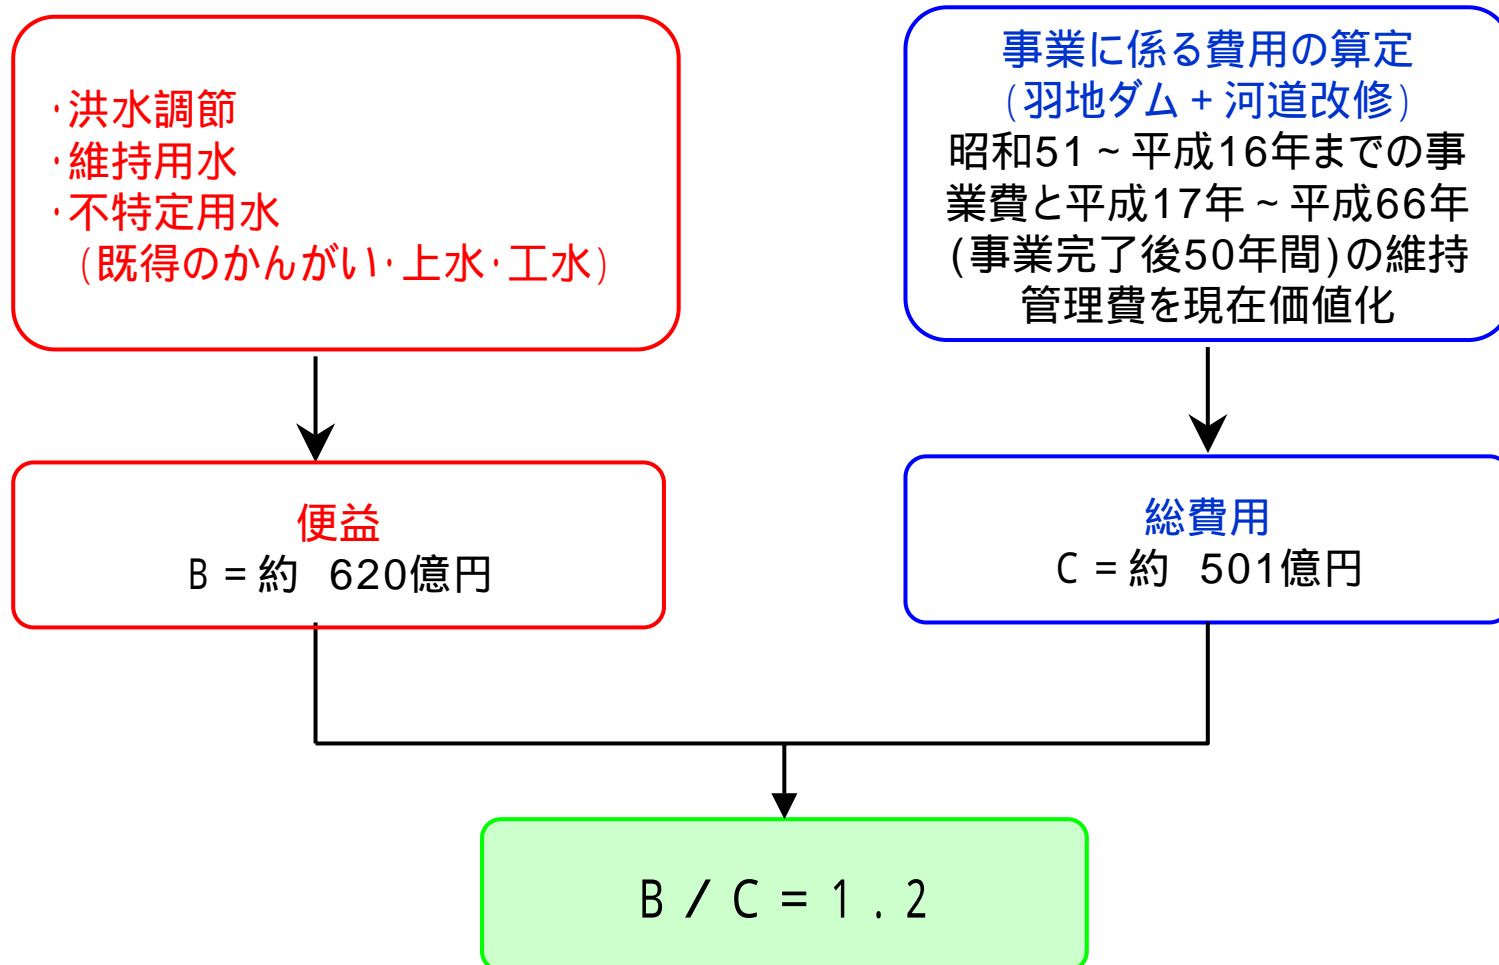 ・洪水調節
・維持用水
・不特定用水
（既得のかんがい・上水・工水）
事業に係る費用の算定
（羽地ダム＋河道改修）
昭和51～平成16年までの事
業費と平成17年～平成66年
(事業完了後50年間)の維持
管理費を現在価値化
便益
B＝約 620億円
総費用
C＝約 501億円
B／C＝1.2